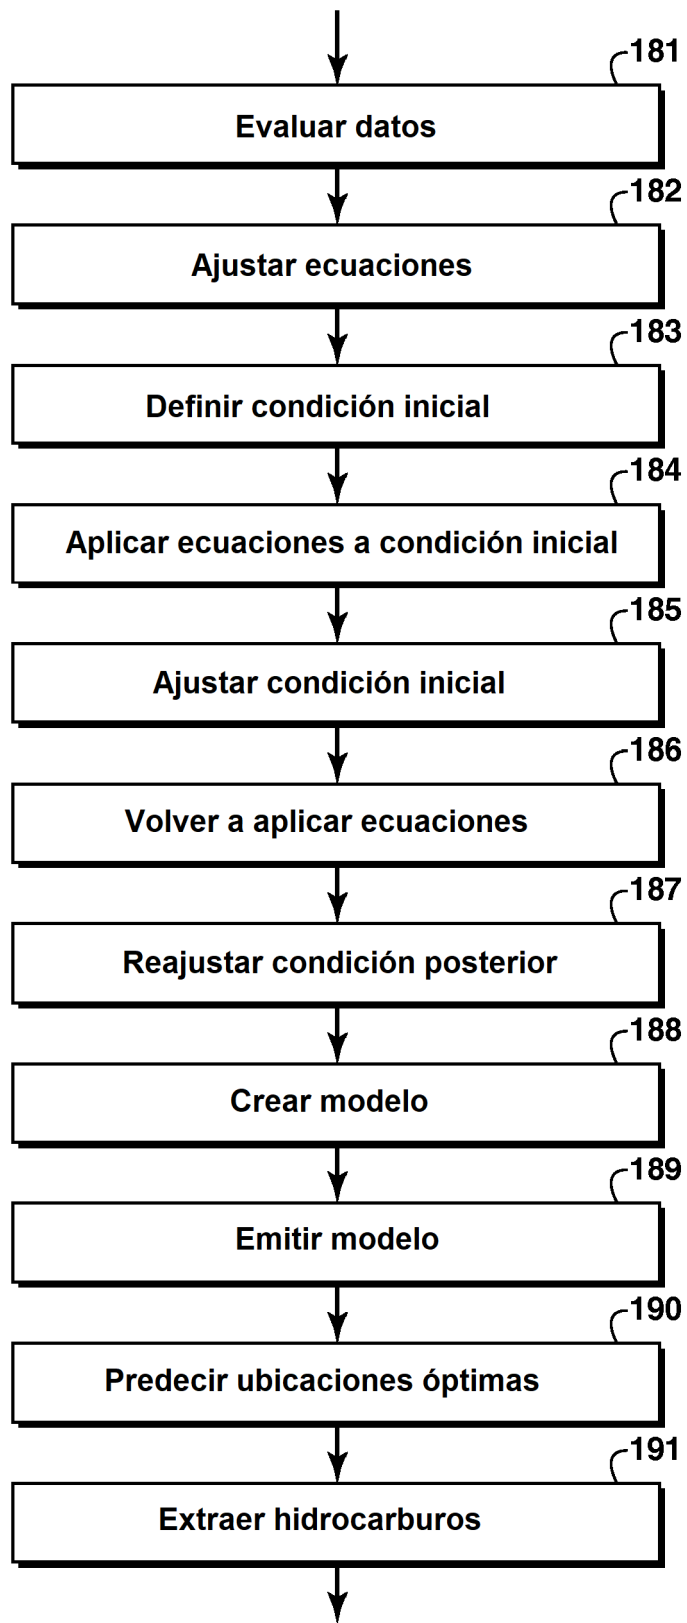 181
Evaluar datos
182
Ajustar ecuaciones
183
Definir condición inicial
184
Aplicar ecuaciones a condición inicial
185
Ajustar condición inicial
186
Volver a aplicar ecuaciones
187
Reajustar condición posterior
188
Crear modelo
189
Emitir modelo
190
Predecir ubicaciones óptimas
191
Extraer hidrocarburos